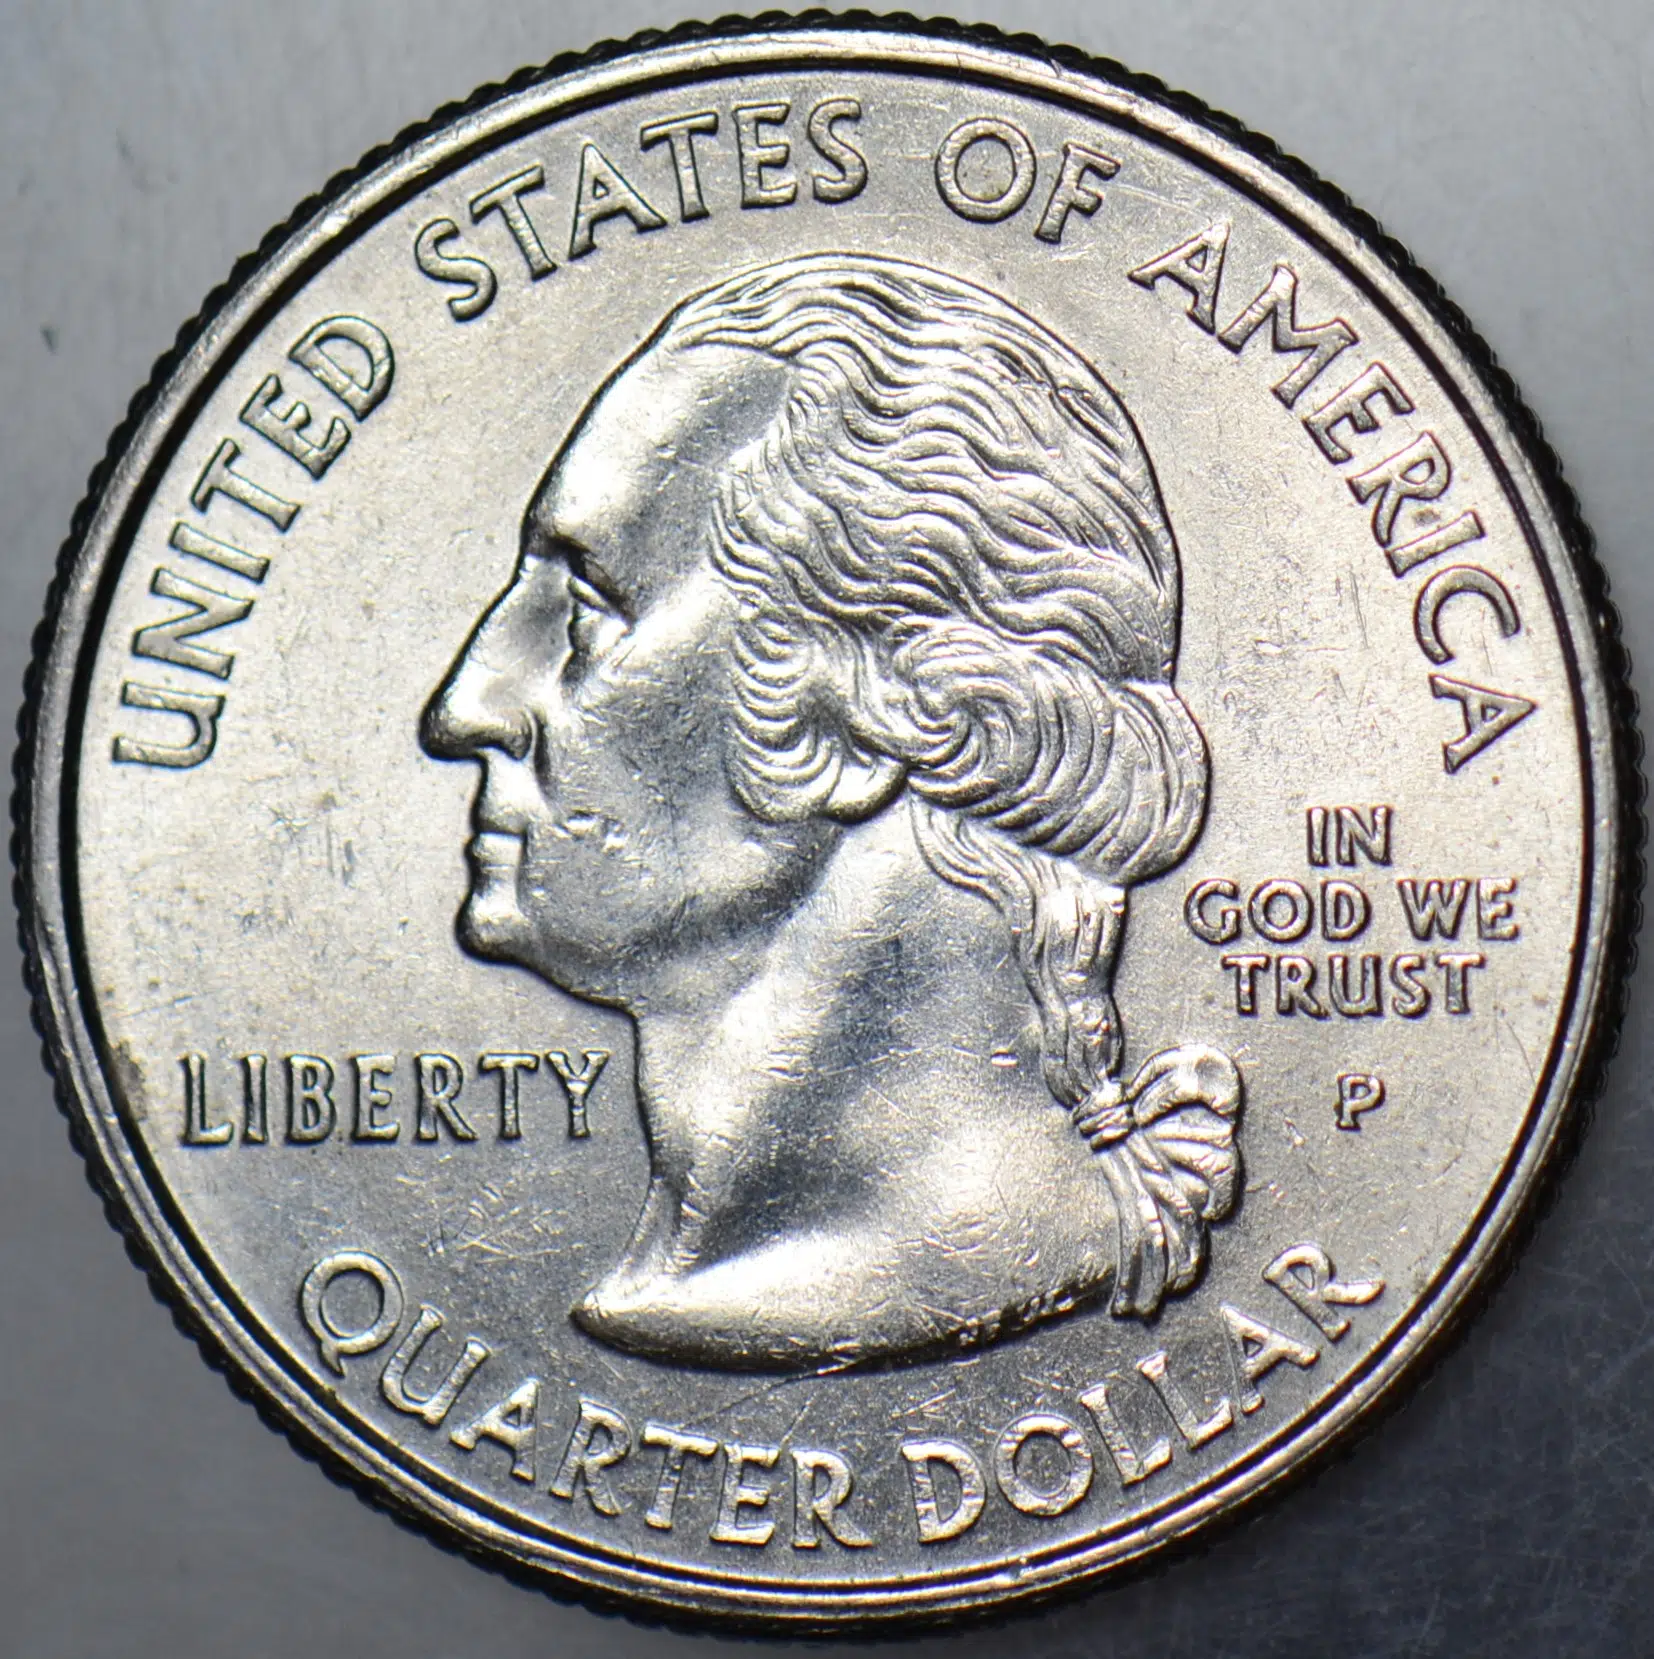 UNITED STATES OF AMERICA
LIBERTY
IN
GOD WE
TRUST
P
QUARTER DOLLAR